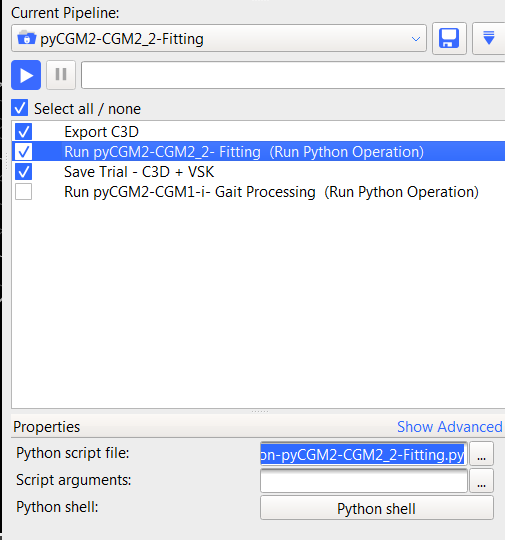 Current Pipeline:
pyCGM2-CGM2_2-Fitting
Select all / none
Export C3D
Run pyCGM2-CGM2_2- Fitting (Run Python Operation)
Save Trial - C3D + VSK
Run pyCGM2-CGM1-i- Gait Processing (Run Python Operation)
Properties Show Advanced
Python script file: on-pyCGM2-CGM2_2-Fitting.py ...
Script arguments: ...
Python shell: Python shell